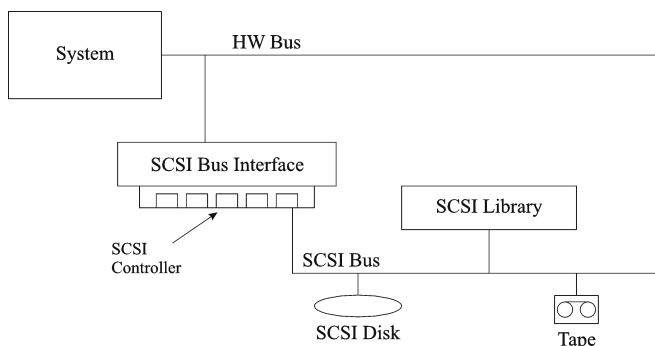 System
HW Bus
SCSI Bus Interface
SCSI Library
SCSI
Controller
SCSI Bus
SCSI Disk
Tape